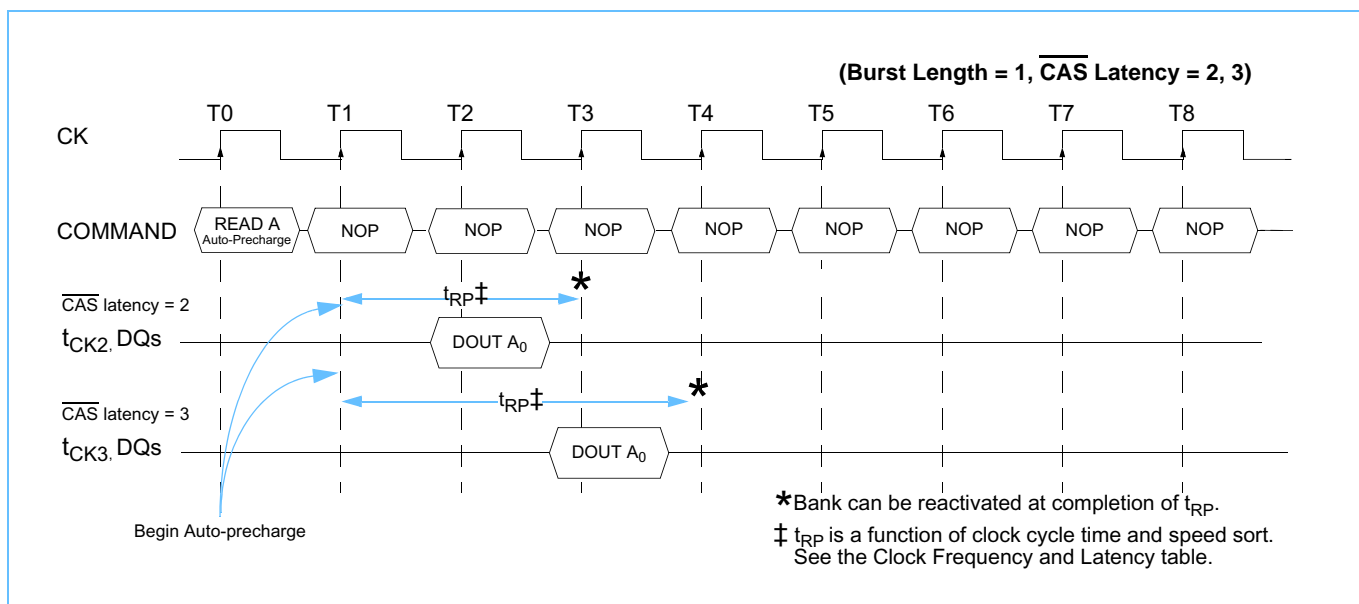 (Burst Length = 1, CAS Latency = 2, 3)
T0 T1 T2 T3 T4 T5 T6 T7 T8
CK
COMMAND
READ A
Auto-Precharge
NOP NOP NOP NOP NOP NOP NOP NOP
*
CAS latency = 2
tRP‡
tCK2, DQs
DOUT A0
*
CAS latency = 3
tRP‡
tCK3, DQs
DOUT A0
Begin Auto-precharge
*Bank can be reactivated at completion of tRP.
‡ tRP is a function of clock cycle time and speed sort.
See the Clock Frequency and Latency table.